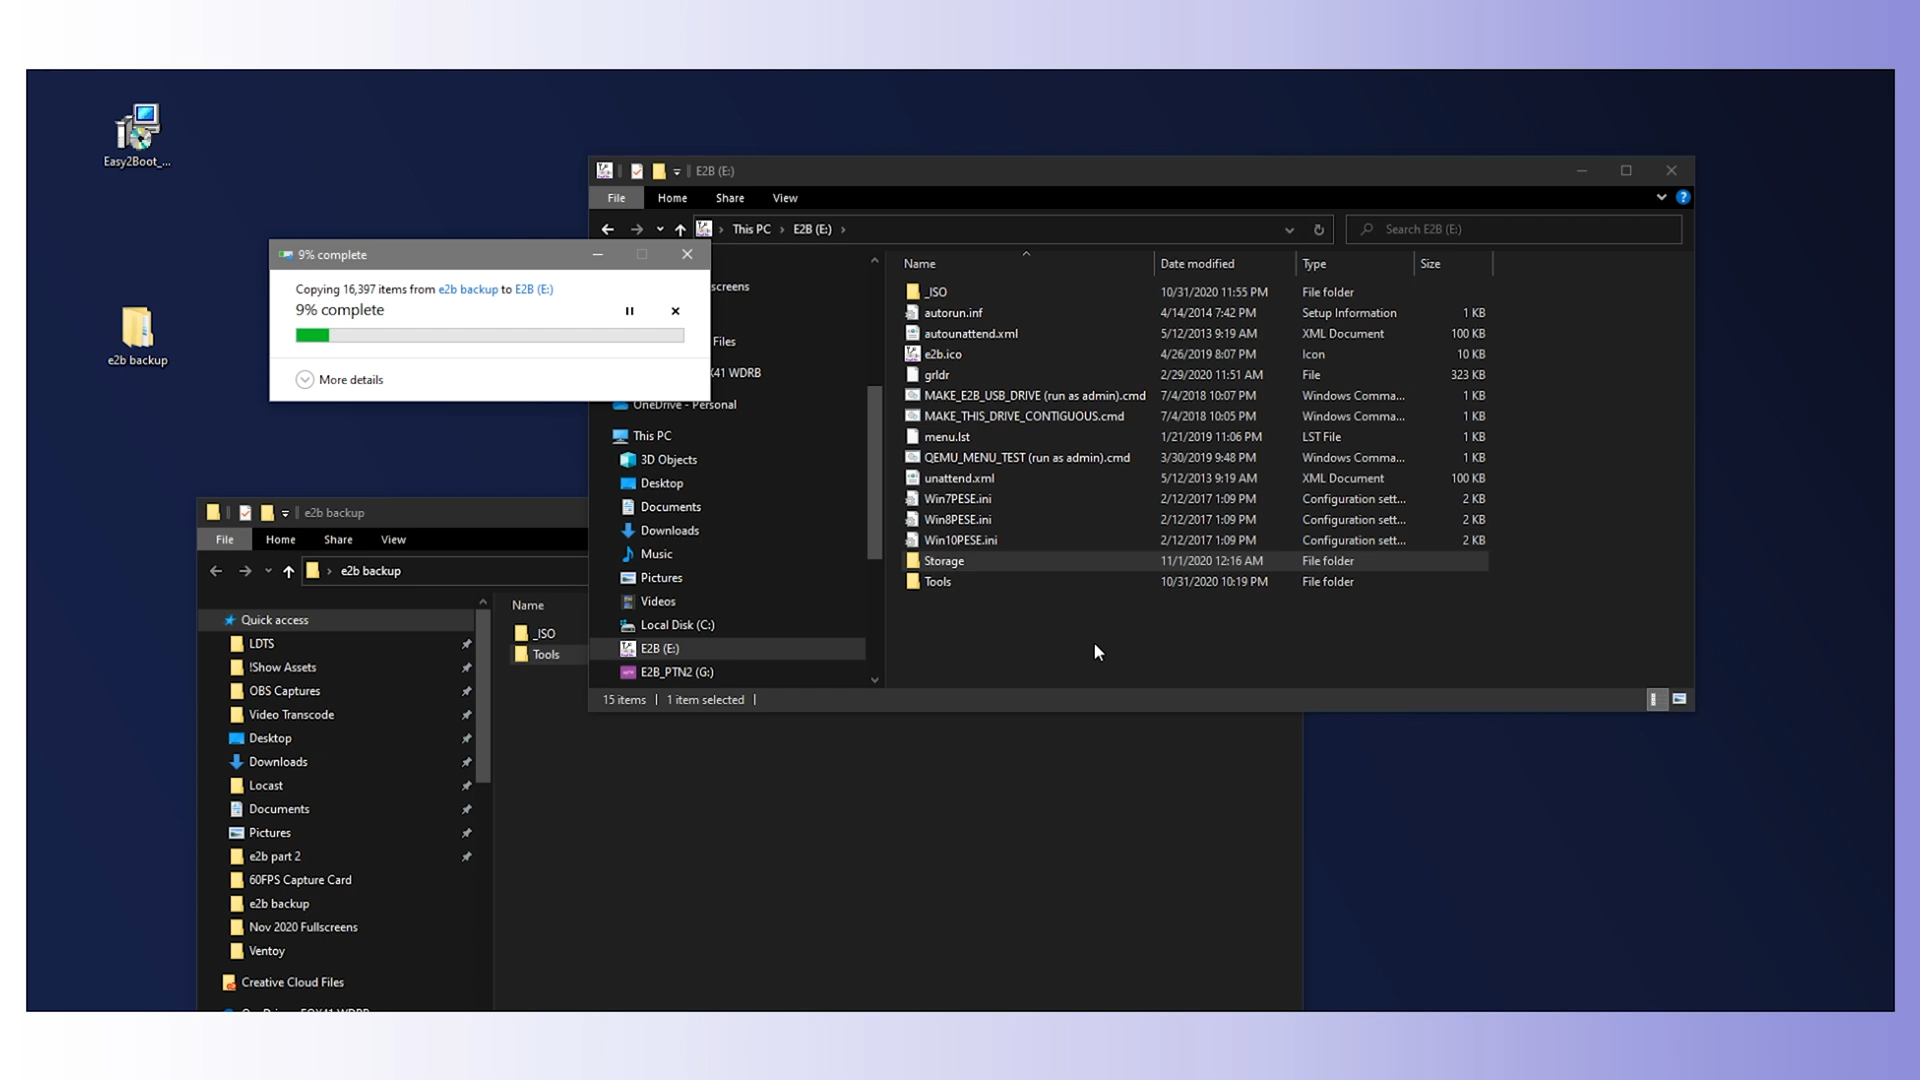 Easy2Boot_...
e2b backup
E2B (E:)
File Home Share View
This PC E2B (E:)
Search E2B (E:)
9% complete
Copying 16,397 items from e2b backup to E2B (E:)
9% complete
More details
screens
Files
WDRB
OneDrive - Personal
This PC
3D Objects
Desktop
Documents
Downloads
Music
Pictures
Videos
Local Disk (C:)
E2B (E:)
E2B_PTN2 (G:)
Name Date modified Type Size
_ISO 10/31/2020 11:55 PM File folder
autorun.inf 4/14/2014 7:42 PM Setup Information 1 KB
autounattend.xml 5/12/2013 9:19 AM XML Document 100 KB
e2b.ico 4/26/2019 8:07 PM Icon 10 KB
grldr 2/29/2020 11:51 AM File 323 KB
MAKE_E2B_USB_DRIVE (run as admin).cmd 7/4/2018 10:07 PM Windows Comma... 1 KB
MAKE_THIS_DRIVE_CONTIGUOUS.cmd 7/4/2018 10:05 PM Windows Comma... 1 KB
menu.lst 1/21/2019 11:06 PM LST File 1 KB
QEMU_MENU_TEST (run as admin).cmd 3/30/2019 9:48 PM Windows Comma... 1 KB
unattend.xml 5/12/2013 9:19 AM XML Document 100 KB
Win7PESE.ini 2/12/2017 1:09 PM Configuration sett... 2 KB
Win8PESE.ini 2/12/2017 1:09 PM Configuration sett... 2 KB
Win10PESE.ini 2/12/2017 1:09 PM Configuration sett... 2 KB
Storage 11/1/2020 12:16 AM File folder
Tools 10/31/2020 10:19 PM File folder
15 items 1 item selected
e2b backup
File Home Share View
e2b backup
Quick access
LDTS
!Show Assets
OBS Captures
Video Transcode
Desktop
Downloads
Locast
Documents
Pictures
e2b part 2
60FPS Capture Card
e2b backup
Nov 2020 Fullscreens
Ventoy
Creative Cloud Files
Name
_ISO
Tools